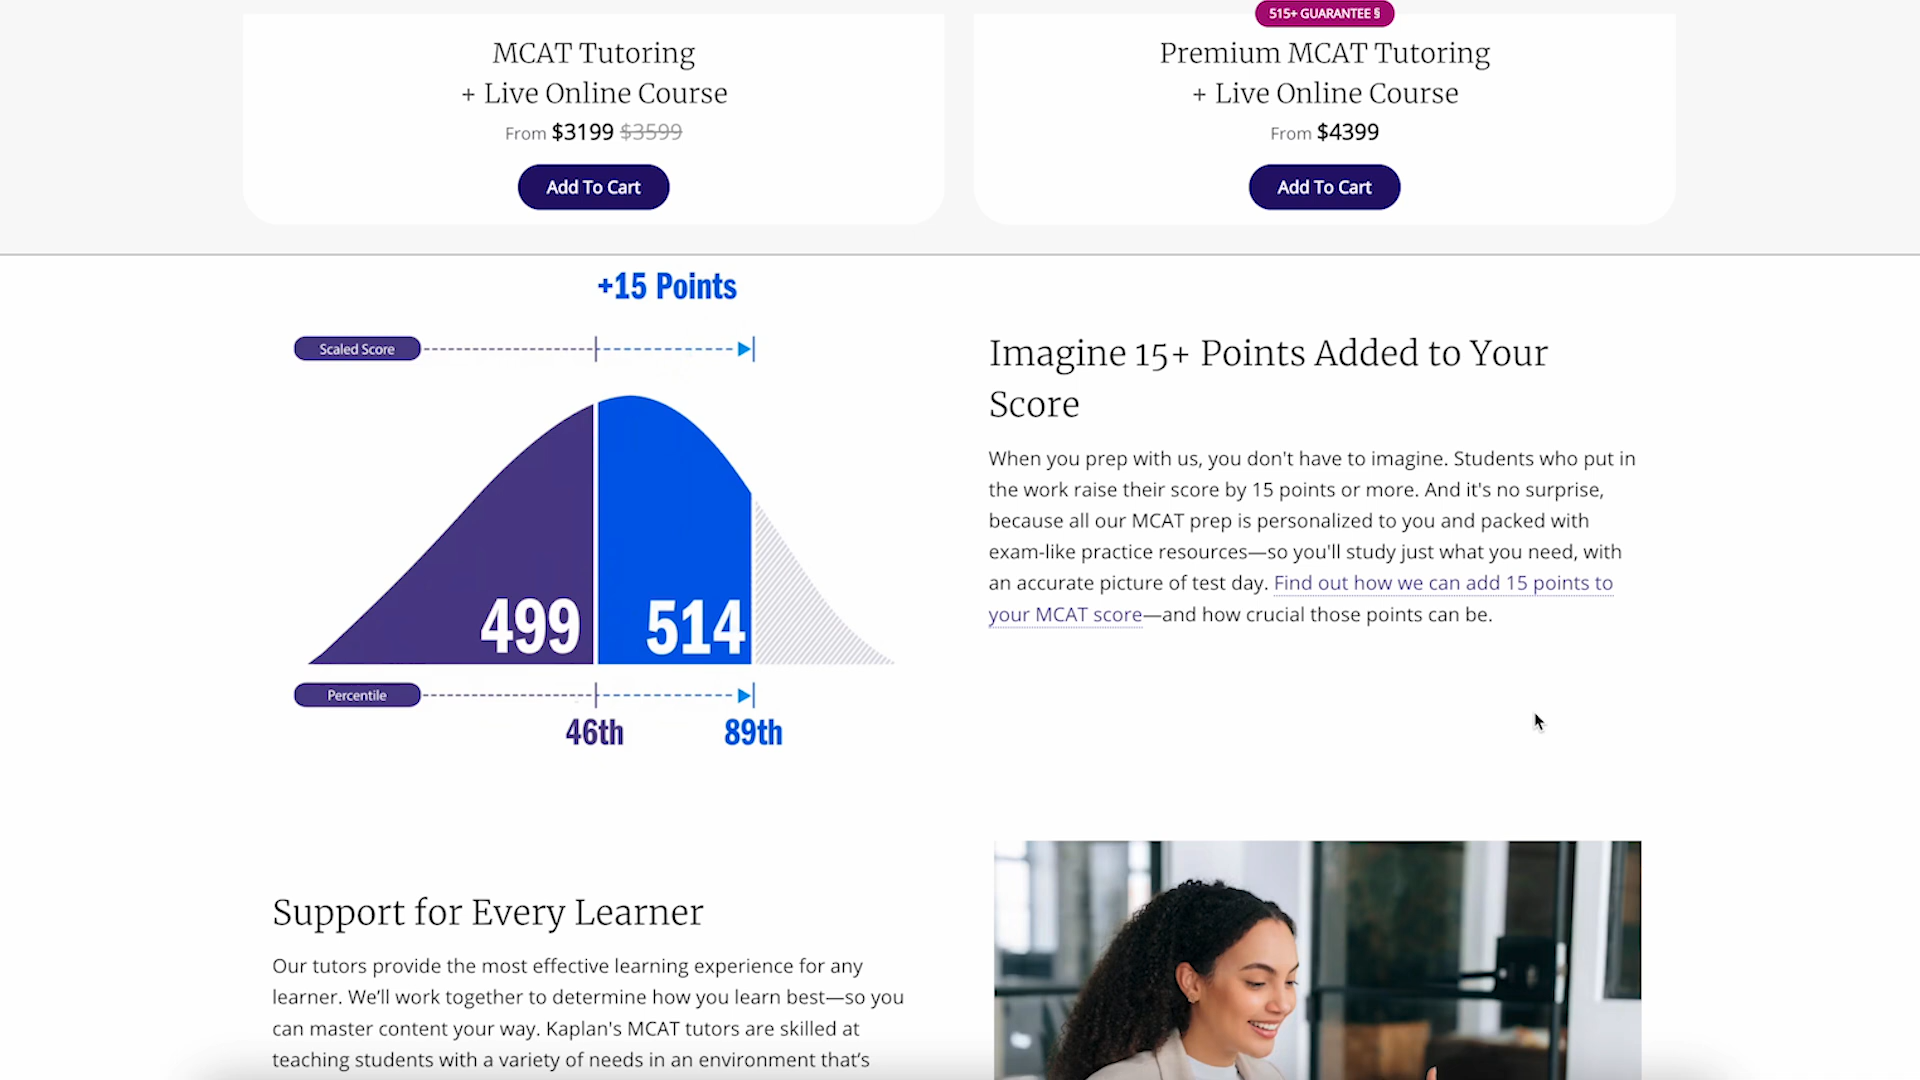 515+ GUARANTEE §
MCAT Tutoring
+ Live Online Course
From $3199 $3599
Add To Cart
Premium MCAT Tutoring
+ Live Online Course
From $4399
Add To Cart
+15 Points
Scaled Score
499
514
Percentile
46th
89th
Imagine 15+ Points Added to Your
Score
When you prep with us, you don't have to imagine. Students who put in
the work raise their score by 15 points or more. And it's no surprise,
because all our MCAT prep is personalized to you and packed with
exam-like practice resources—so you'll study just what you need, with
an accurate picture of test day. Find out how we can add 15 points to
your MCAT score—and how crucial those points can be.
Support for Every Learner
Our tutors provide the most effective learning experience for any
learner. We’ll work together to determine how you learn best—so you
can master content your way. Kaplan's MCAT tutors are skilled at
teaching students with a variety of needs in an environment that’s